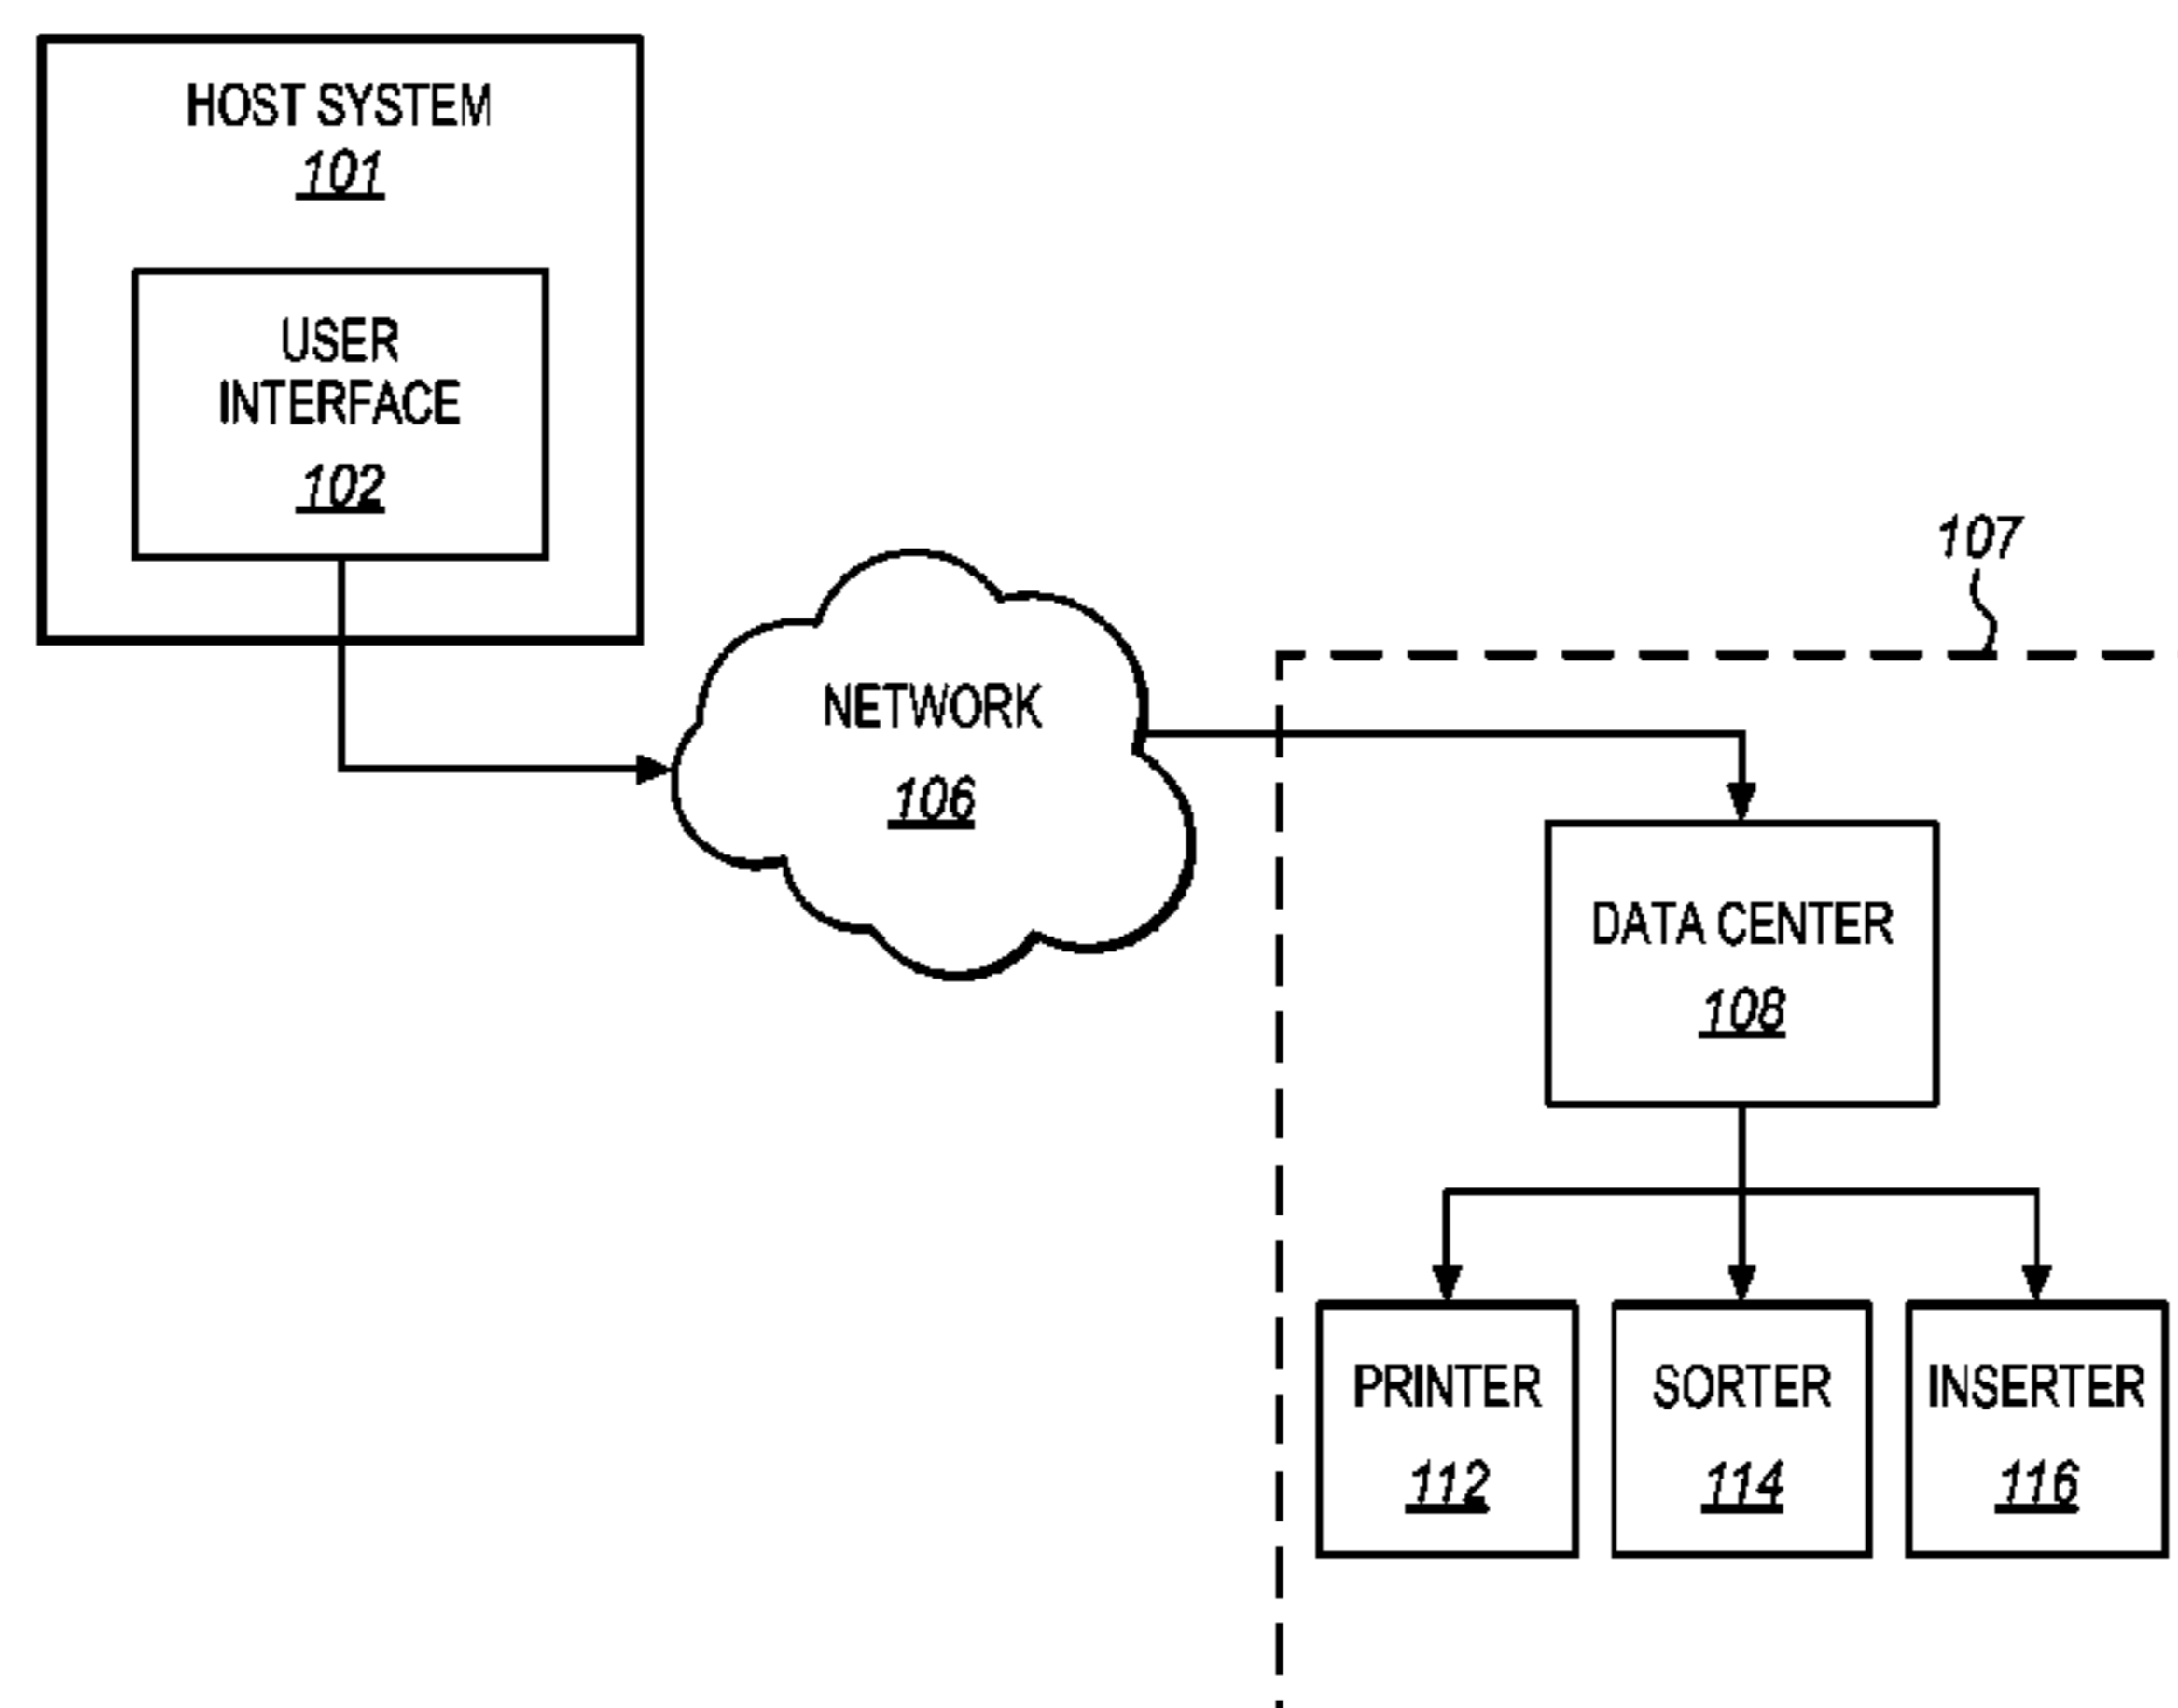 HOST SYSTEM
101
USER
INTERFACE
102
NETWORK
106
107
DATA CENTER
108
PRINTER
112
SORTER
114
INSERTER
116